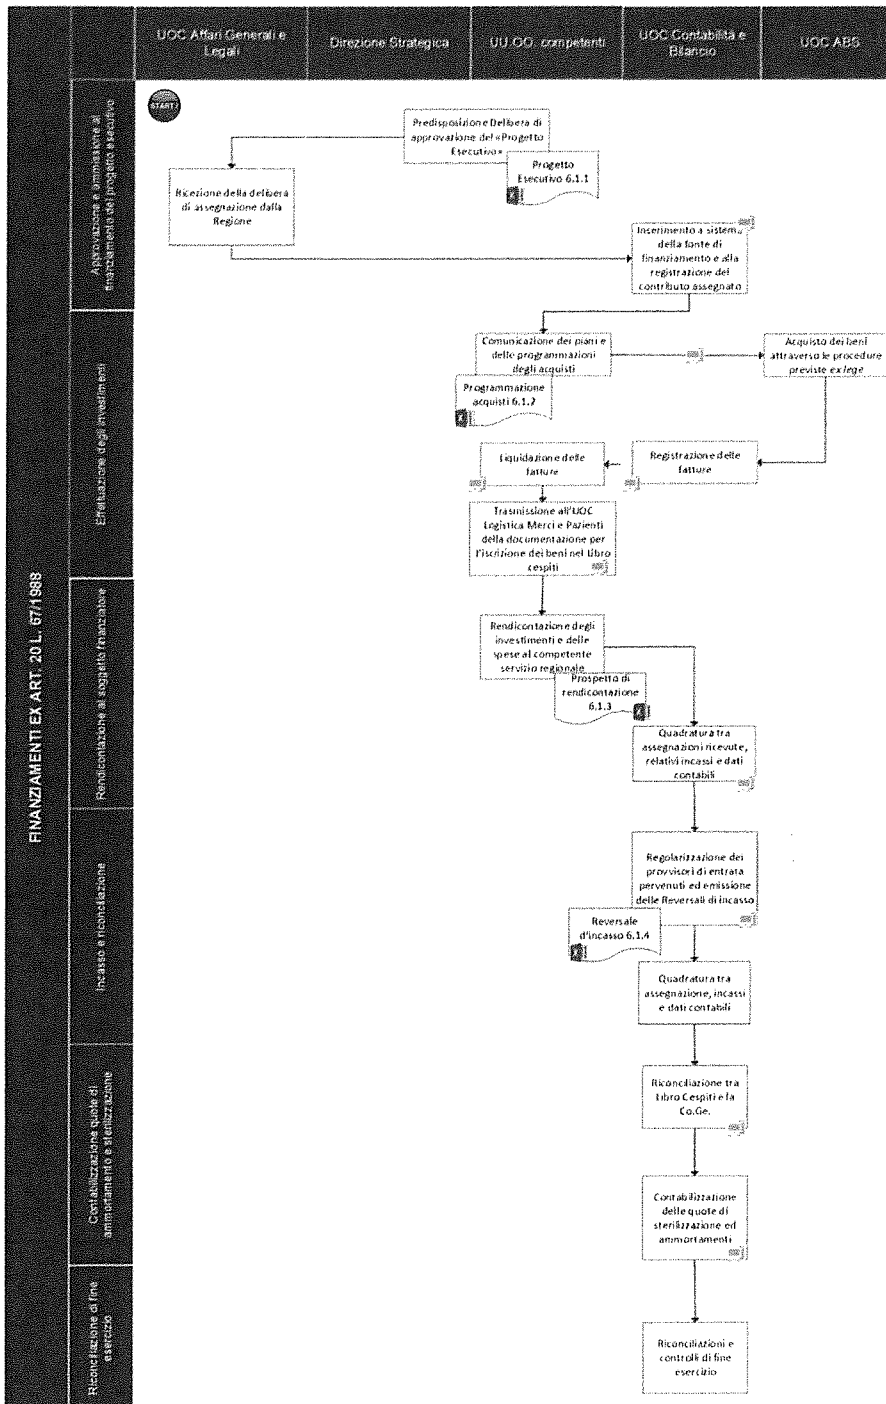 UOC Affari Generali e
Legali
Direzione Strategica
UU.OO. competenti
UOC Contabilità e
Bilancio
UOC ABS
FINANZIAMENTI EX ART. 20 L. 67/1988
Approvazione e ammissione al
finanziamento del progetto esecutivo
START
Predisposizione Delibera di
approvazione del «Progetto
Esecutivo»
Progetto
Esecutivo 6.1.1
Ricezione della delibera
di assegnazione dalla
Regione
Inserimento a sistema
della fonte di
finanziamento e alla
registrazione del
contributo assegnato
Effettuazione degli investimenti
Comunicazione dei piani e
delle programmazioni
degli acquisti
Programmazione
acquisti 6.1.2
Acquisto dei beni
attraverso le procedure
previste ex lege
Registrazione delle
fatture
Liquidazione delle
fatture
Trasmissione all'UOC
Logistica Merci e Pazienti
della documentazione per
l'iscrizione dei beni nel Libro
cespiti
Rendicontazione al soggetto finanziatore
Rendicontazione degli
investimenti e delle
spese al competente
servizio regionale
Prospetto di
rendicontazione
6.1.3
Quadratura tra
assegnazioni ricevute,
relativi incassi e dati
contabili
Incasso e riconciliazione
Regolarizzazione dei
provvisori di entrata
pervenuti ed emissione
delle Reversali di incasso
Reversale
d'incasso 6.1.4
Quadratura tra
assegnazione, incassi
e dati contabili
Contabilizzazione quote di
ammortamento e sterilizzazione
Riconciliazione tra
Libro Cespiti e la
Co.Ge.
Contabilizzazione
delle quote di
sterilizzazione ed
ammortamenti
Riconciliazione di fine
esercizio
Riconciliazioni e
controlli di fine
esercizio